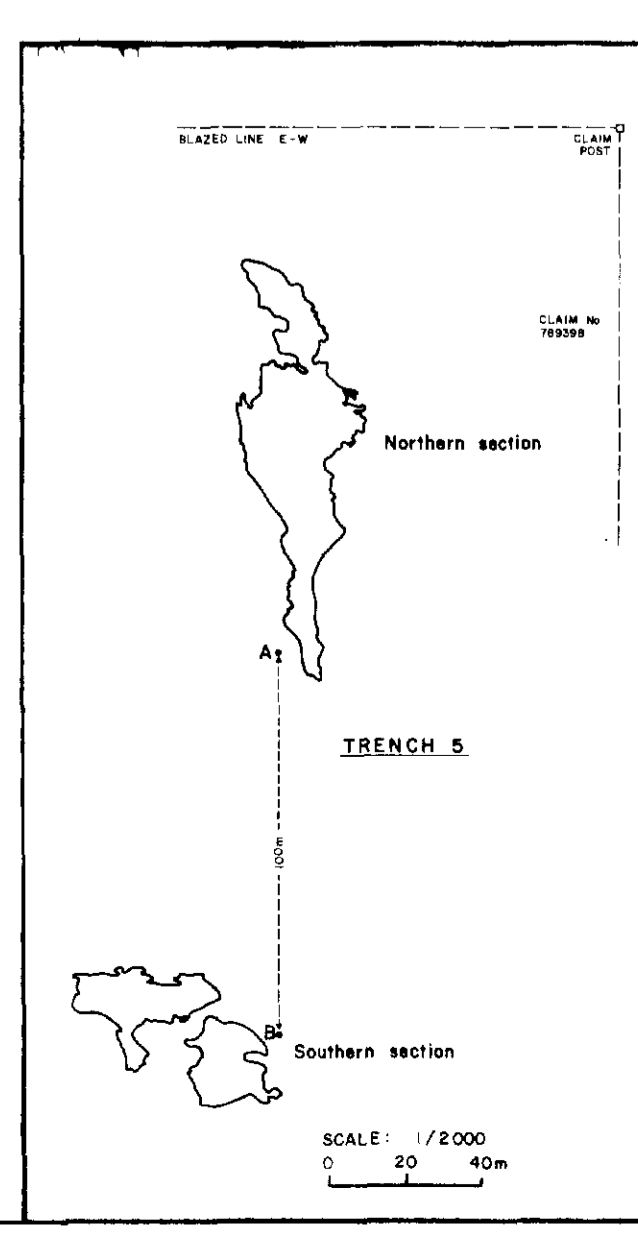 BLAZED LINE E-W
CLAIM
POST
CLAIM No
789398
Northern section
A
TRENCH 5
100m
B
Southern section
SCALE: 1/2000
0 20 40m